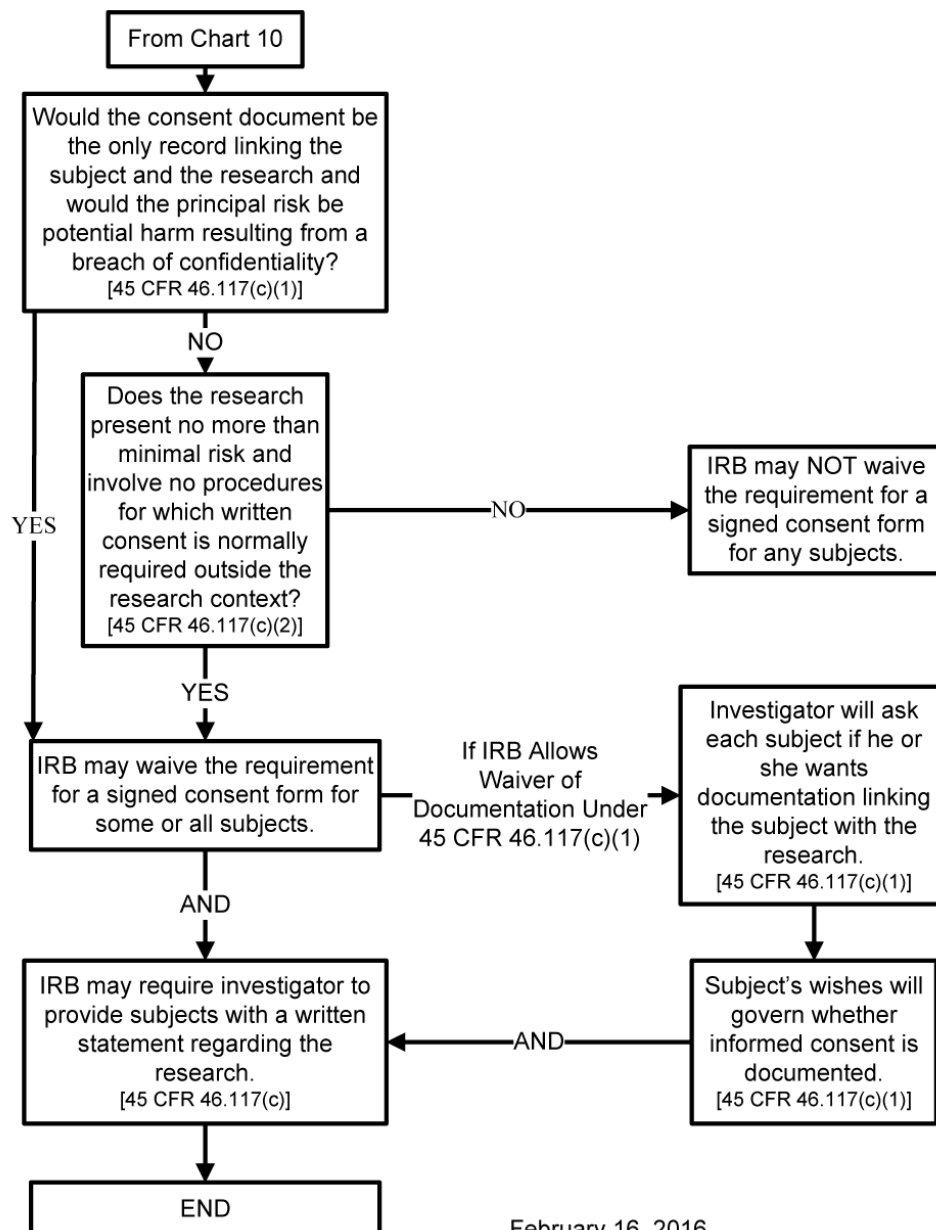 From Chart 10
Would the consent document be
the only record linking the
subject and the research and
would the principal risk be
potential harm resulting from a
breach of confidentiality?
[45 CFR 46.117(c)(1)]
NO
YES
Does the research
present no more than
minimal risk and
involve no procedures
for which written
consent is normally
required outside the
research context?
[45 CFR 46.117(c)(2)]
NO
IRB may NOT waive
the requirement for a
signed consent form
for any subjects.
YES
IRB may waive the requirement
for a signed consent form for
some or all subjects.
If IRB Allows
Waiver of
Documentation Under
45 CFR 46.117(c)(1)
Investigator will ask
each subject if he or
she wants
documentation linking
the subject with the
research.
[45 CFR 46.117(c)(1)]
AND
IRB may require investigator to
provide subjects with a written
statement regarding the
research.
[45 CFR 46.117(c)]
AND
Subject's wishes will
govern whether
informed consent is
documented.
[45 CFR 46.117(c)(1)]
END
February 16, 2016